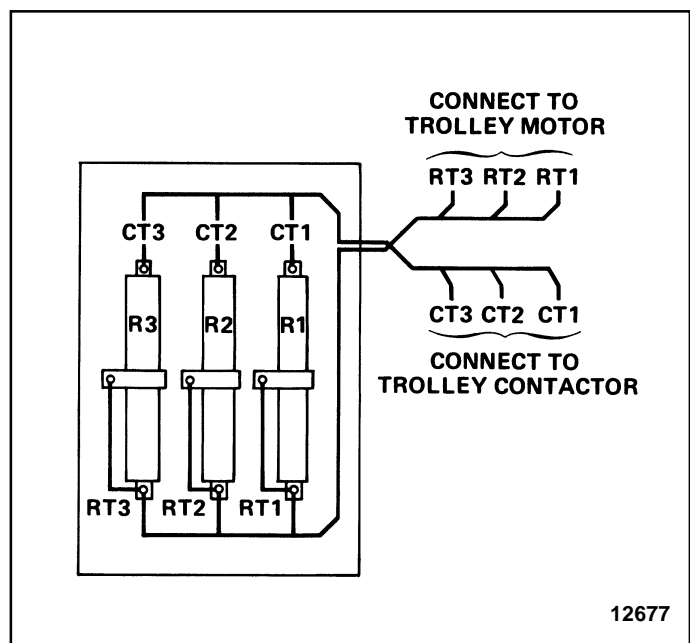 CONNECT TO
TROLLEY MOTOR
RT3 RT2 RT1
CT3 CT2 CT1
R3 R2 R1
CT3 CT2 CT1
CONNECT TO
TROLLEY CONTACTOR
RT3 RT2 RT1
12677